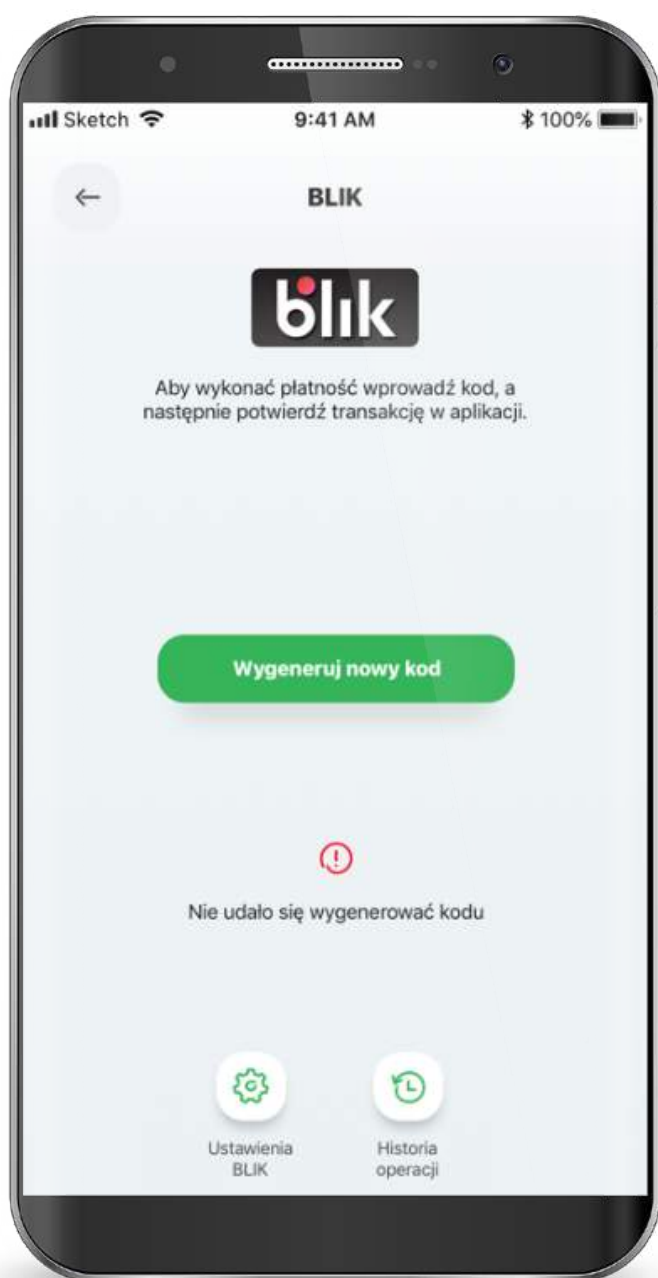 Sketch 9:41 AM 100%
BLIK
blik
Aby wykonać płatność wprowadź kod, a
następnie potwierdź transakcję w aplikacji.
Wygeneruj nowy kod
Nie udało się wygenerować kodu
Ustawienia
BLIK
Historia
operacji